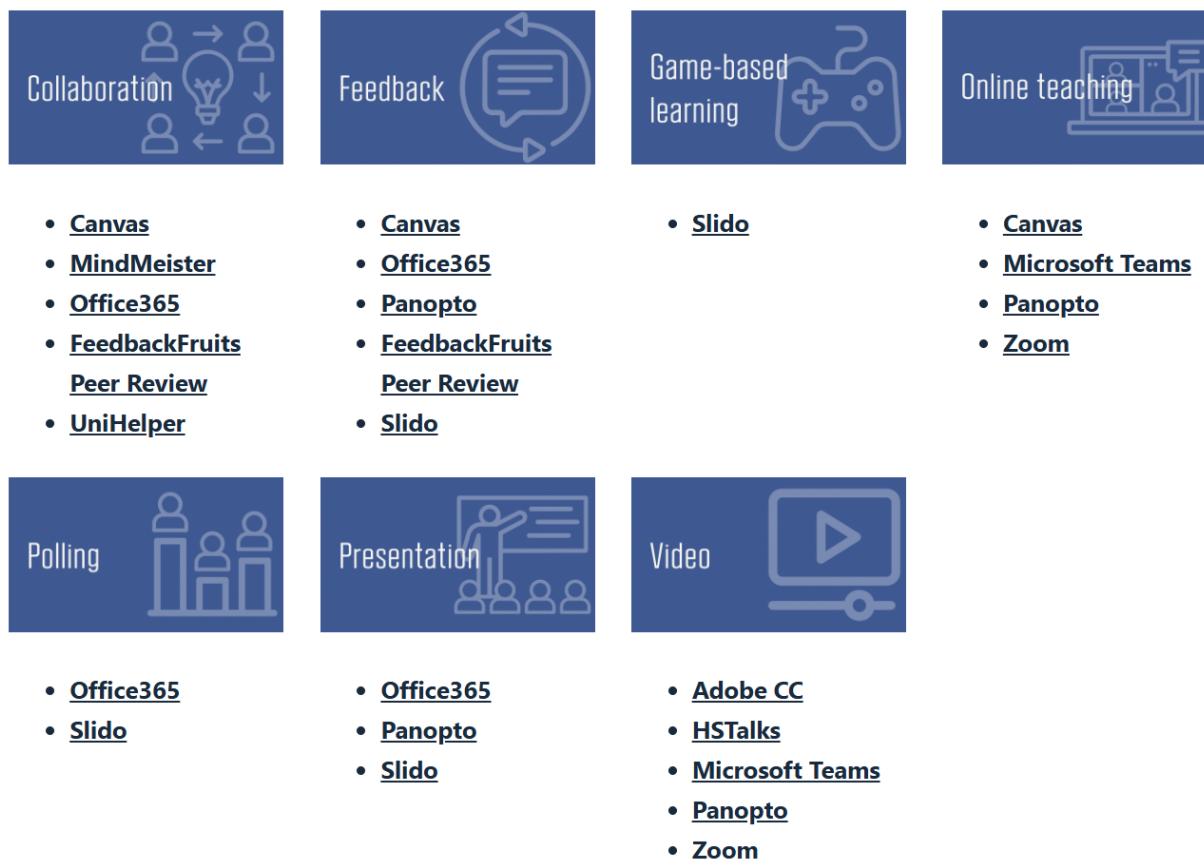 Collaboration
Canvas
MindMeister
Office365
FeedbackFruits
Peer Review
UniHelper
Feedback
Canvas
Office365
Panopto
FeedbackFruits
Peer Review
Slido
Game-based
learning
Slido
Online teaching
Canvas
Microsoft Teams
Panopto
Zoom
Polling
Office365
Slido
Presentation
Office365
Panopto
Slido
Video
Adobe CC
HSTalks
Microsoft Teams
Panopto
Zoom